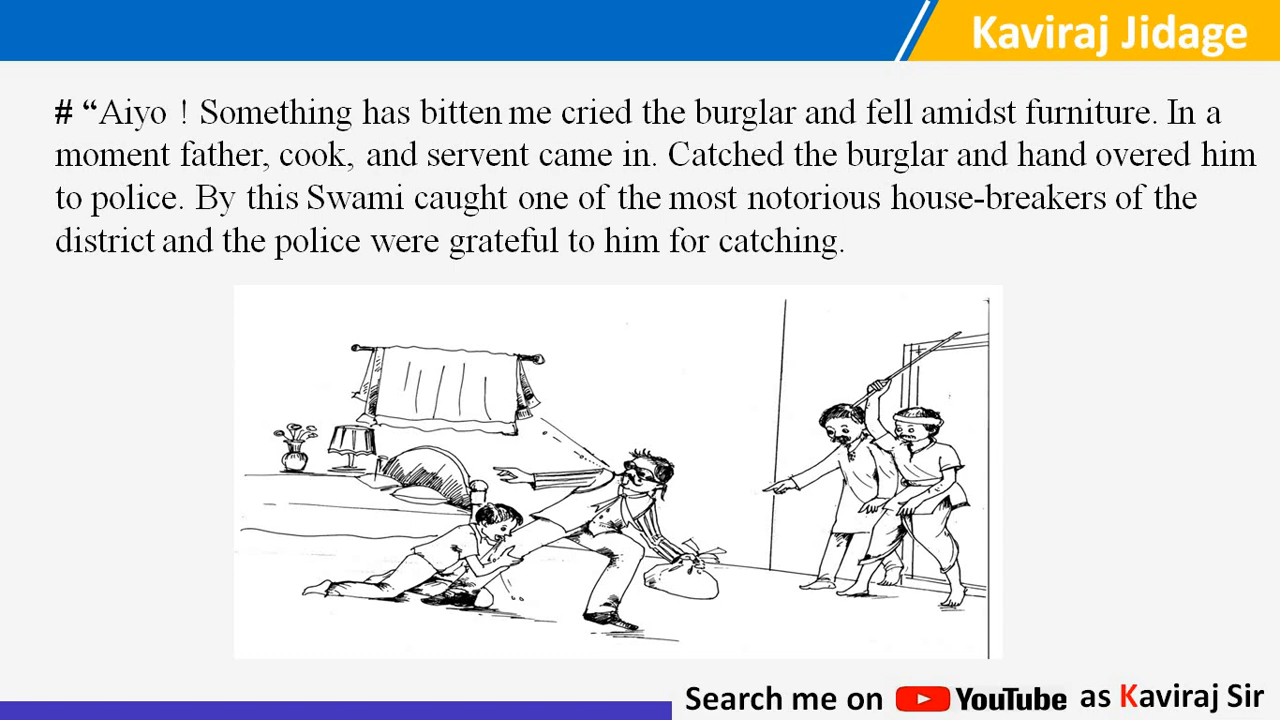 Kaviraj Jidage
# “Aiyo ! Something has bitten me cried the burglar and fell amidst furniture. In a
moment father, cook, and servent came in. Catched the burglar and hand overed him
to police. By this Swami caught one of the most notorious house-breakers of the
district and the police were grateful to him for catching.
Search me on YouTube as Kaviraj Sir